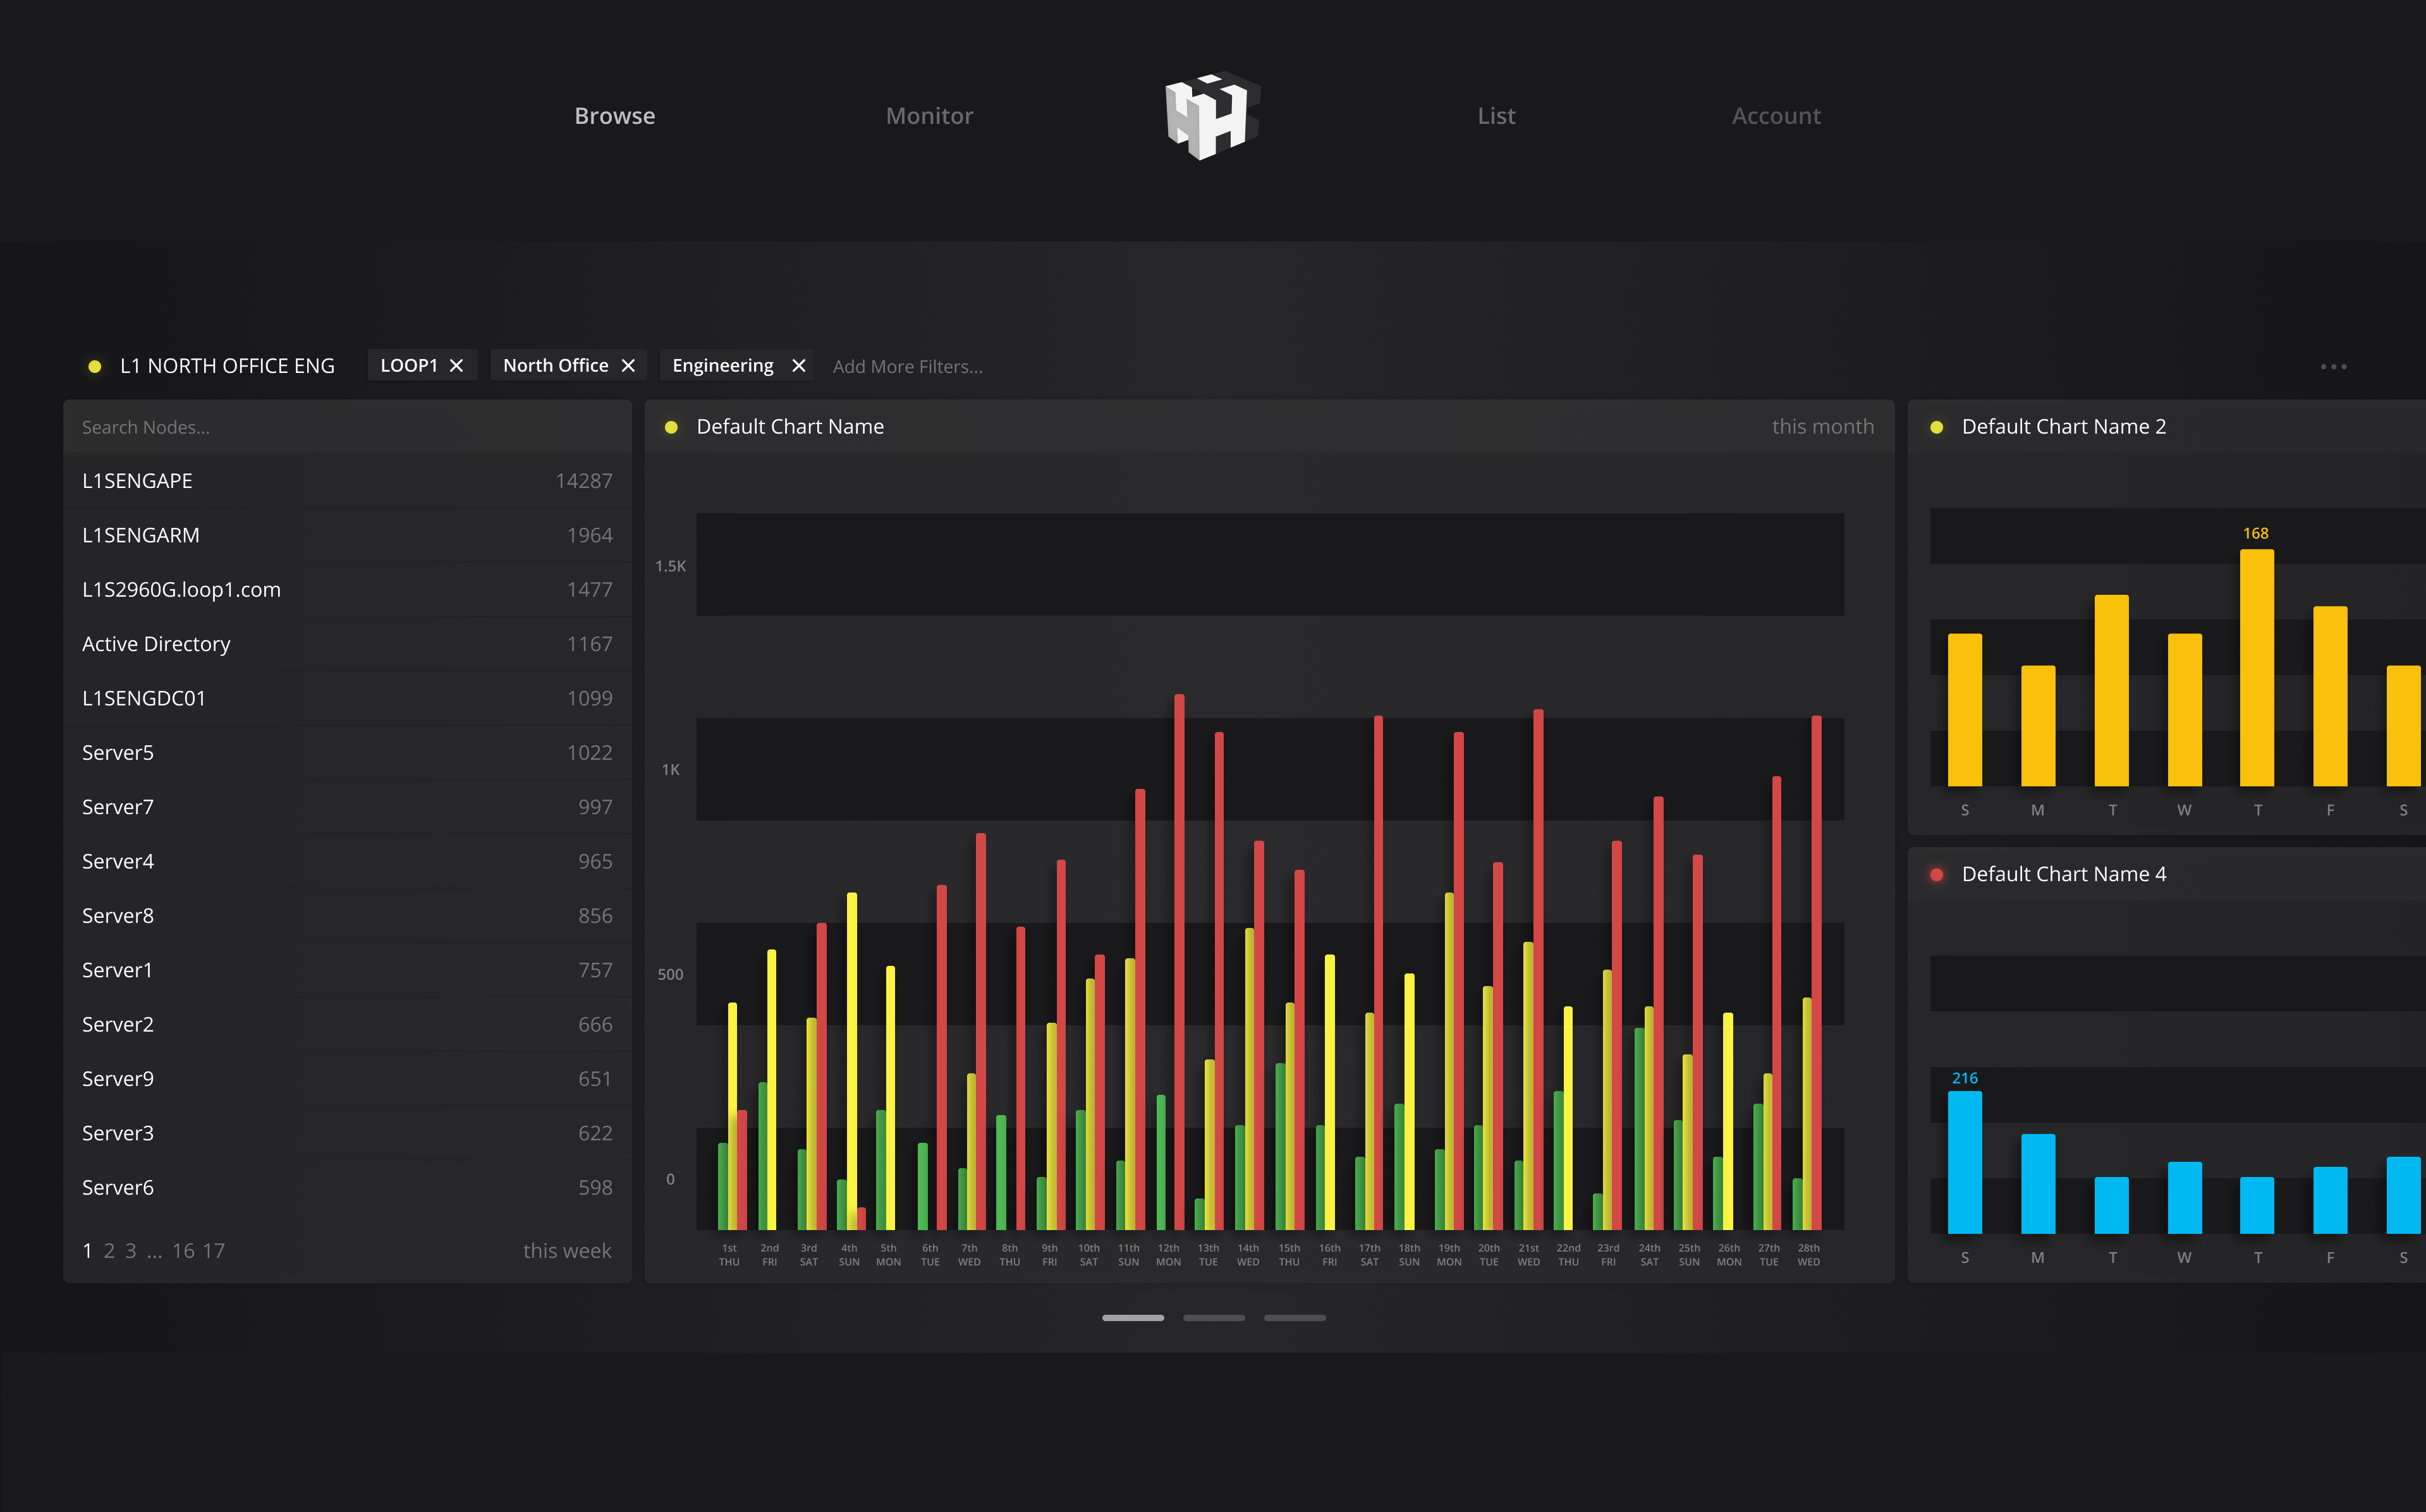 Browse Monitor List Account
L1 NORTH OFFICE ENG LOOP1 North Office Engineering Add More Filters...
Search Nodes...
L1SENGAPE 14287
L1SENGARM 1964
L1S2960G.loop1.com 1477
Active Directory 1167
L1SENGDC01 1099
Server5 1022
Server7 997
Server4 965
Server8 856
Server1 757
Server2 666
Server9 651
Server3 622
Server6 598
1 2 3 ... 16 17 this week
Default Chart Name this month
1.5K
1K
500
0
1st 2nd 3rd 4th 5th 6th 7th 8th 9th 10th 11th 12th 13th 14th 15th 16th 17th 18th 19th 20th 21st 22nd 23rd 24th 25th 26th 27th 28th
THU FRI SAT SUN MON TUE WED THU FRI SAT SUN MON TUE WED THU FRI SAT SUN MON TUE WED THU FRI SAT SUN MON TUE WED
Default Chart Name 2
168
S M T W T F S
Default Chart Name 4
216
S M T W T F S